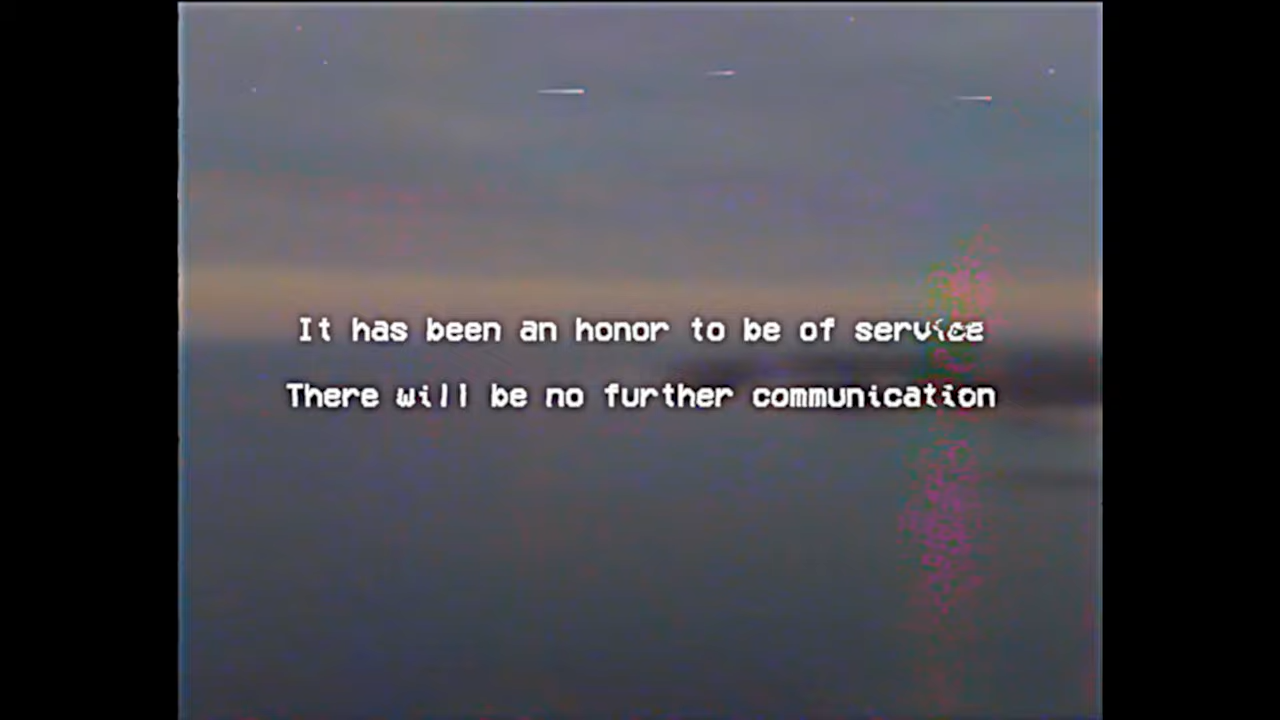 It has been an honor to be of service
There will be no further communication